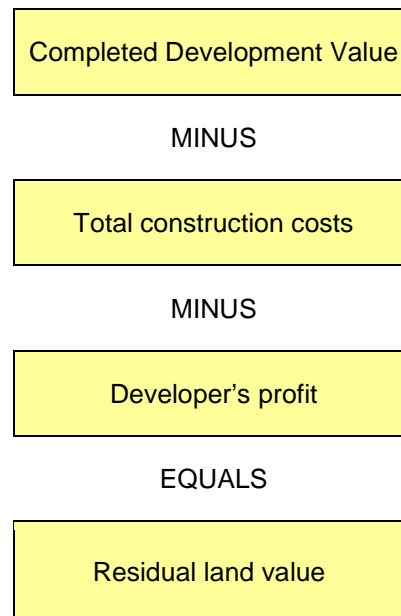 Completed Development Value
MINUS
Total construction costs
MINUS
Developer’s profit
EQUALS
Residual land value